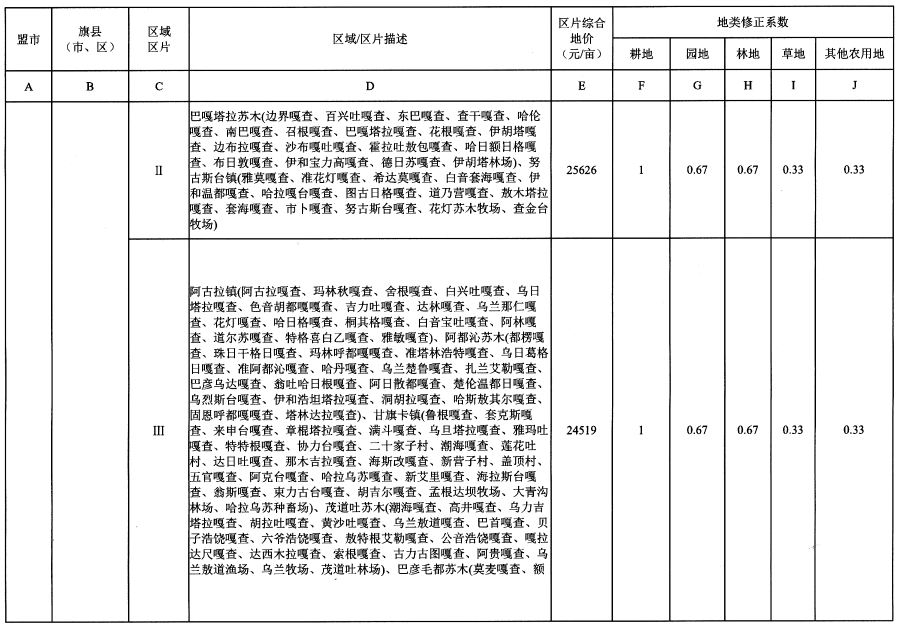 盟市
旗县
（市、区）
区域
区片
区域/区片描述
区片综合
地价
（元/亩）
地类修正系数
耕地
园地
林地
草地
其他农用地
A
B
C
D
E
F
G
H
I
J
II
巴嘎塔拉苏木(边界嘎查、百兴吐嘎查、东巴嘎查、查干嘎查、哈伦
嘎查、南巴嘎查、召根嘎查、巴嘎塔拉嘎查、花根嘎查、伊胡塔嘎
查、边布拉嘎查、沙布嘎吐嘎查、霍拉吐敖包嘎查、哈日额日格嘎
查、布日敦嘎查、伊和宝力高嘎查、德日苏嘎查、伊胡塔林场)、努
古斯台镇(雅莫嘎查、准花灯嘎查、希达莫嘎查、白音套海嘎查、伊
和温都嘎查、哈拉嘎台嘎查、图古日格嘎查、道乃营嘎查、敖木塔拉
嘎查、套海嘎查、市卜嘎查、努古斯台嘎查、花灯苏木牧场、查金台
牧场)
25626
1
0.67
0.67
0.33
0.33
III
阿古拉镇(阿古拉嘎查、玛林秋嘎查、舍根嘎查、白兴吐嘎查、乌日
塔拉嘎查、色音胡都嘎嘎查、吉力吐嘎查、达林嘎查、乌兰那仁嘎
查、花灯嘎查、哈日格嘎查、桐其格嘎查、白音宝吐嘎查、阿林嘎
查、道尔苏嘎查、特格喜白乙嘎查、雅敏嘎查)、阿都沁苏木(都楞嘎
查、珠日干格日嘎查、玛林呼都嘎嘎查、准塔林浩特嘎查、乌日葛格
日嘎查、准阿都沁嘎查、哈丹嘎查、乌兰楚鲁嘎查、扎兰艾勒嘎查、
巴彦乌达嘎查、翁吐哈日根嘎查、阿日散都嘎查、楚伦温都日嘎查、
乌烈斯台嘎查、伊和浩坦塔拉嘎查、洞胡拉嘎查、哈斯敖其尔嘎查、
固恩呼都嘎嘎查、塔林达拉嘎查)、甘旗卡镇(鲁根嘎查、套克斯嘎
查、来申台嘎查、章棍塔拉嘎查、满斗嘎查、乌旦塔拉嘎查、雅玛吐
嘎查、特特根嘎查、协力台嘎查、二十家子村、潮海嘎查、莲花吐
村、达日吐嘎查、那木吉拉嘎查、海斯改嘎查、新营子村、盖顶村、
五官嘎查、阿克台嘎查、哈拉乌苏嘎查、新艾里嘎查、海拉斯台嘎
查、翁斯嘎查、束力古台嘎查、胡吉尔嘎查、孟根达坝牧场、大青沟
林场、哈拉乌苏种畜场)、茂道吐苏木(潮海嘎查、高井嘎查、乌力吉
塔拉嘎查、胡拉吐嘎查、黄沙吐嘎查、乌兰敖道嘎查、巴首嘎查、贝
子浩饶嘎查、六爷浩饶嘎查、敖特根艾勒嘎查、公音浩饶嘎查、嘎拉
达尺嘎查、达西木拉嘎查、索根嘎查、古力古图嘎查、阿贵嘎查、乌
兰敖道渔场、乌兰牧场、茂道吐林场)、巴彦毛都苏木(莫麦嘎查、额
24519
1
0.67
0.67
0.33
0.33